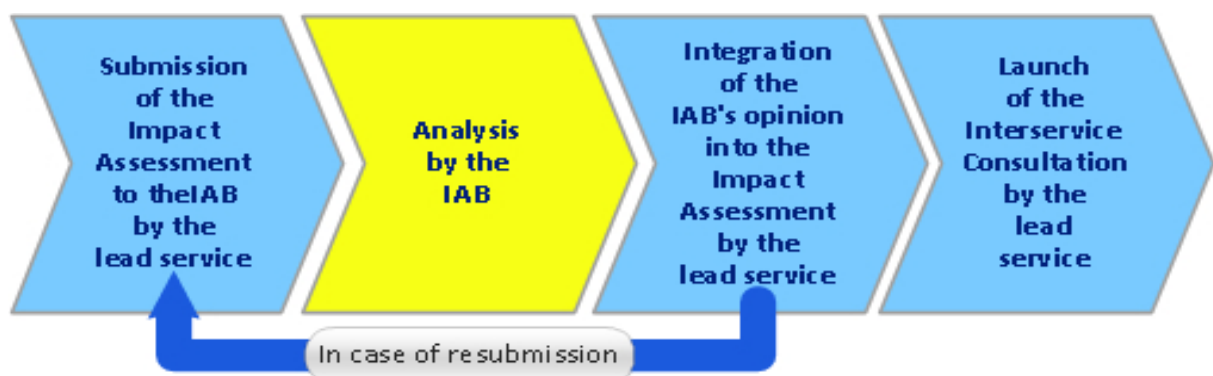 Submission
of the
Impact
Assessment
to theIAB
by the
lead service
Analysis
by the
IAB
Integration
of the
IAB's opinion
into the
Impact
Assessment
by the
lead service
Launch
of the
Interservice
Consultation
by the
lead
service
In case of resubmission